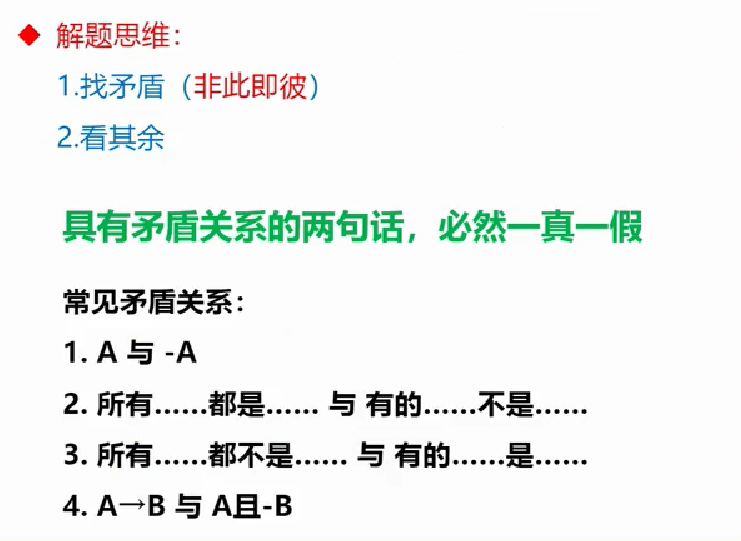 ◆ 解题思维：
1.找矛盾（非此即彼）
2.看其余
具有矛盾关系的两句话，必然一真一假
常见矛盾关系：
1. A 与 -A
2. 所有……都是…… 与 有的……不是……
3. 所有……都不是…… 与 有的……是……
4. A→B 与 A且-B